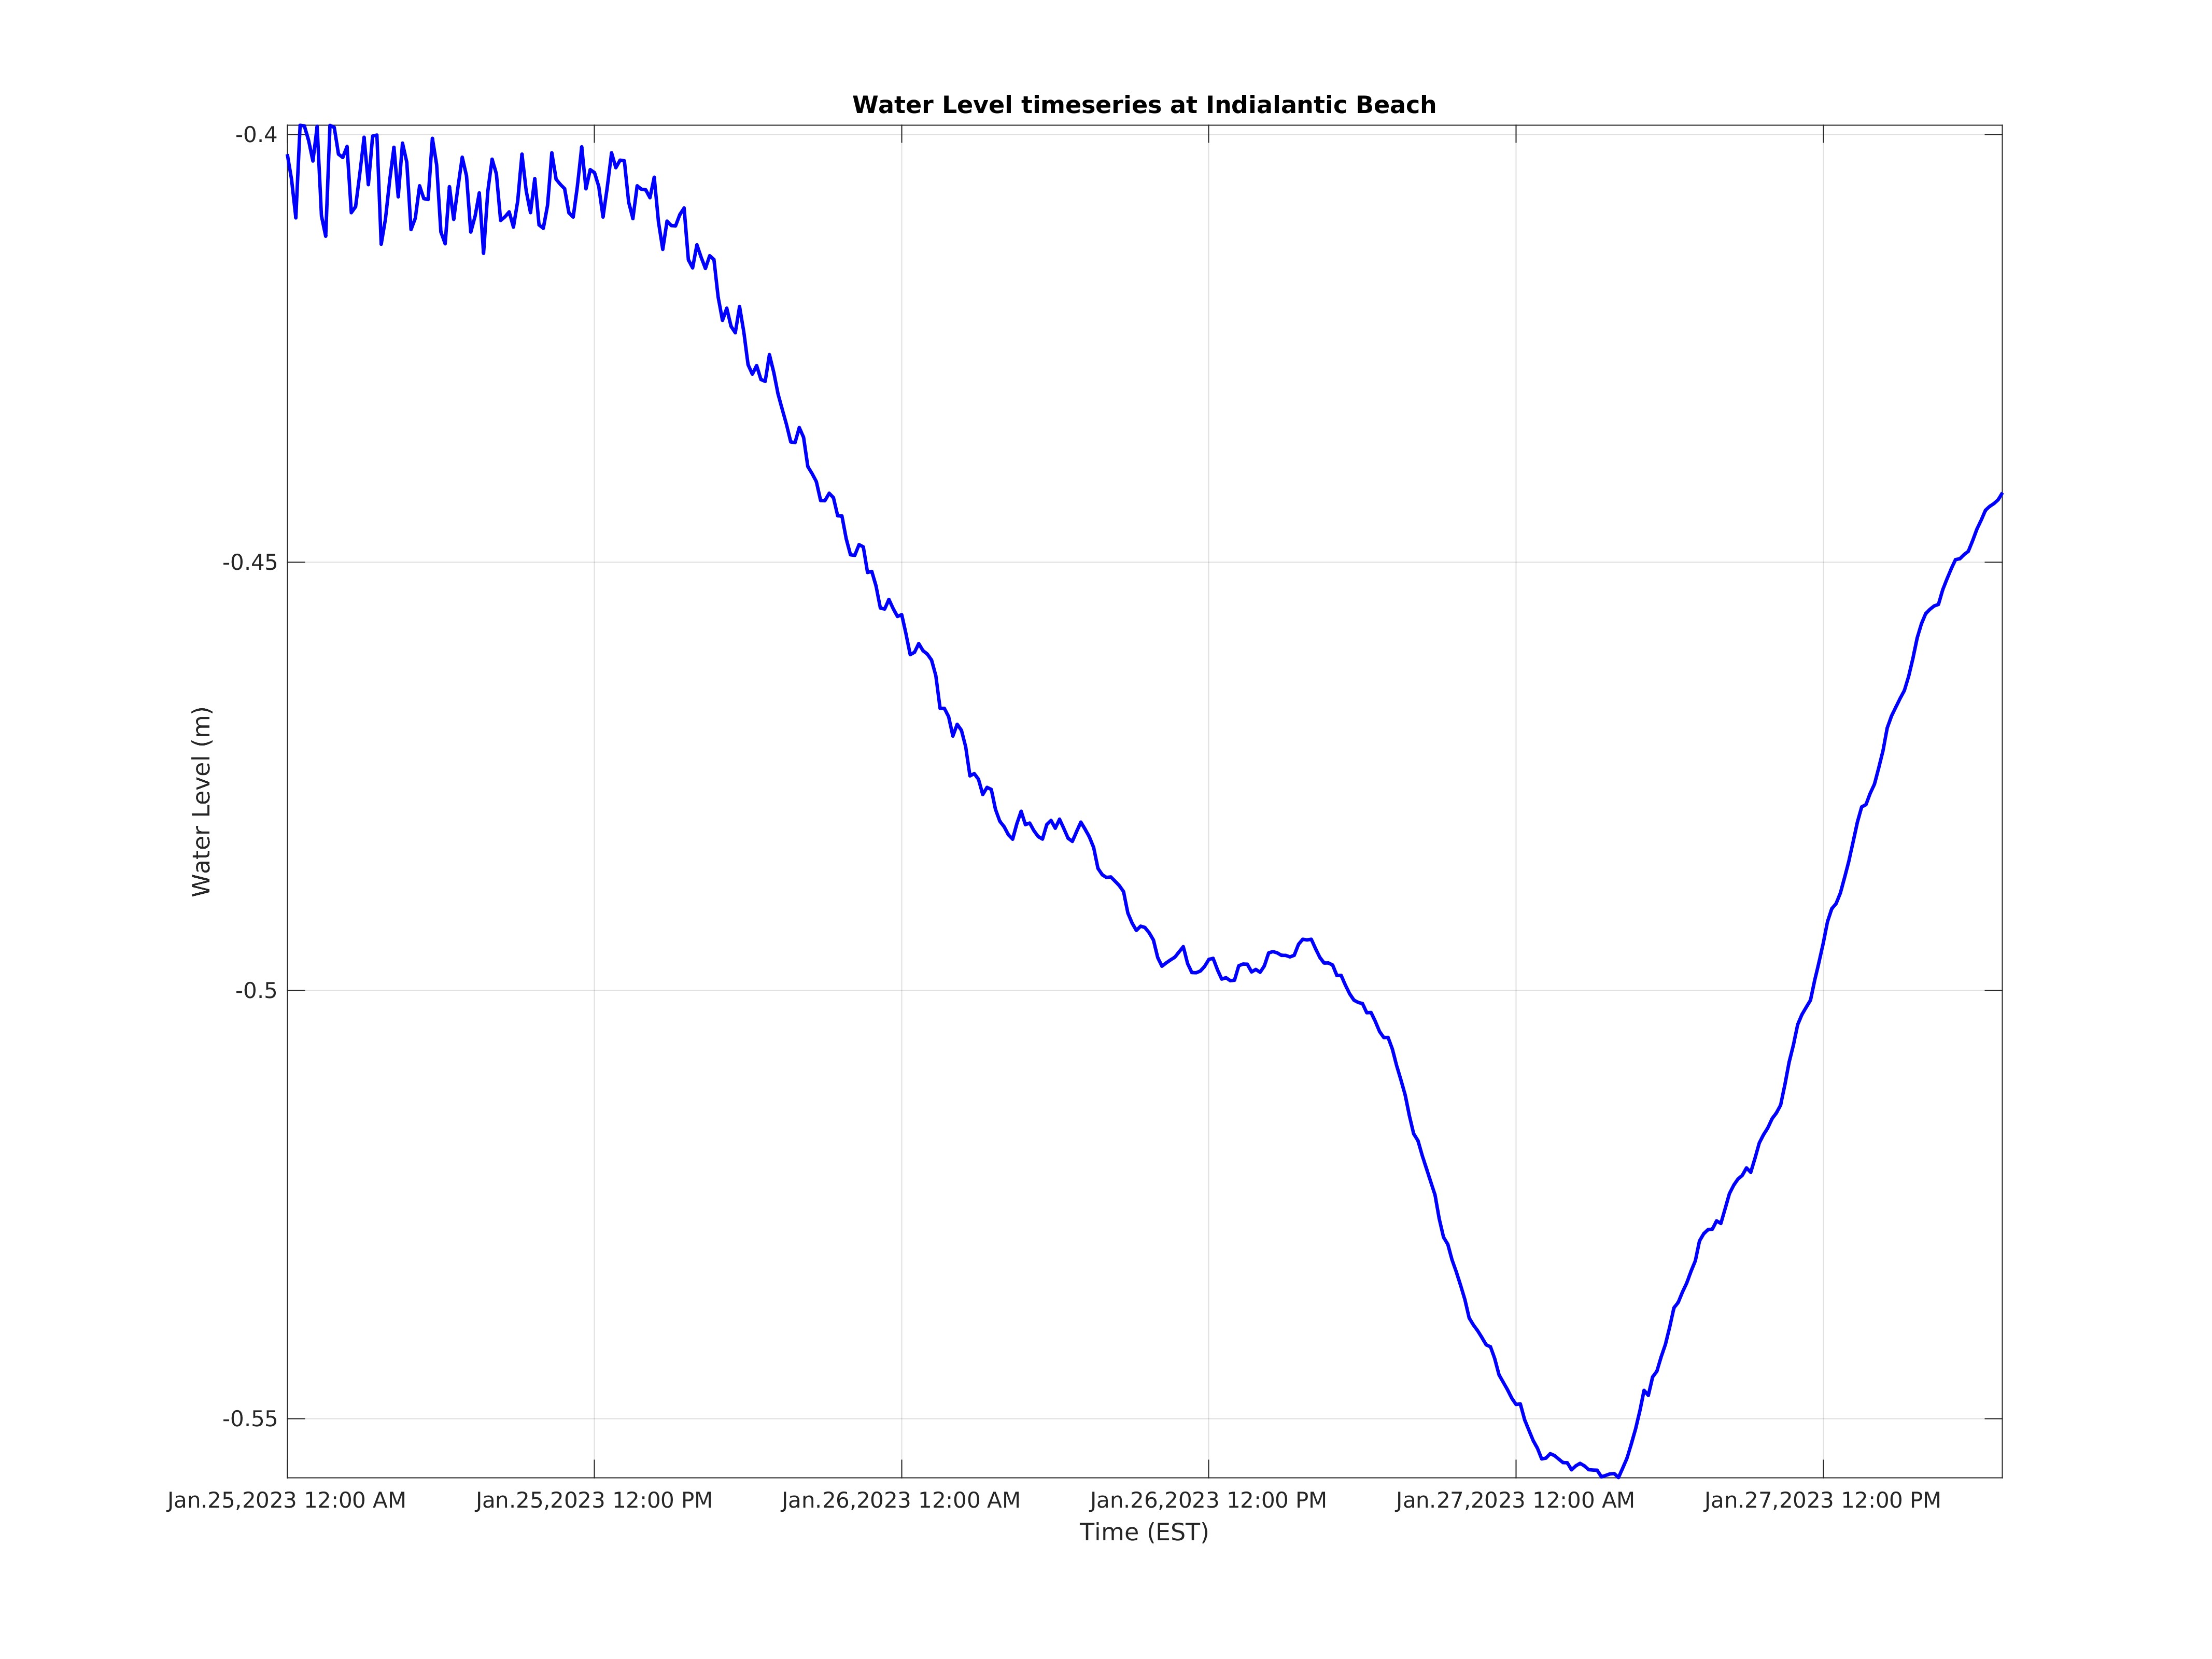 Water Level timeseries at Indialantic Beach
-0.4
-0.45
-0.5
-0.55
Water Level (m)
Jan.25,2023 12:00 AM
Jan.25,2023 12:00 PM
Jan.26,2023 12:00 AM
Jan.26,2023 12:00 PM
Jan.27,2023 12:00 AM
Jan.27,2023 12:00 PM
Time (EST)